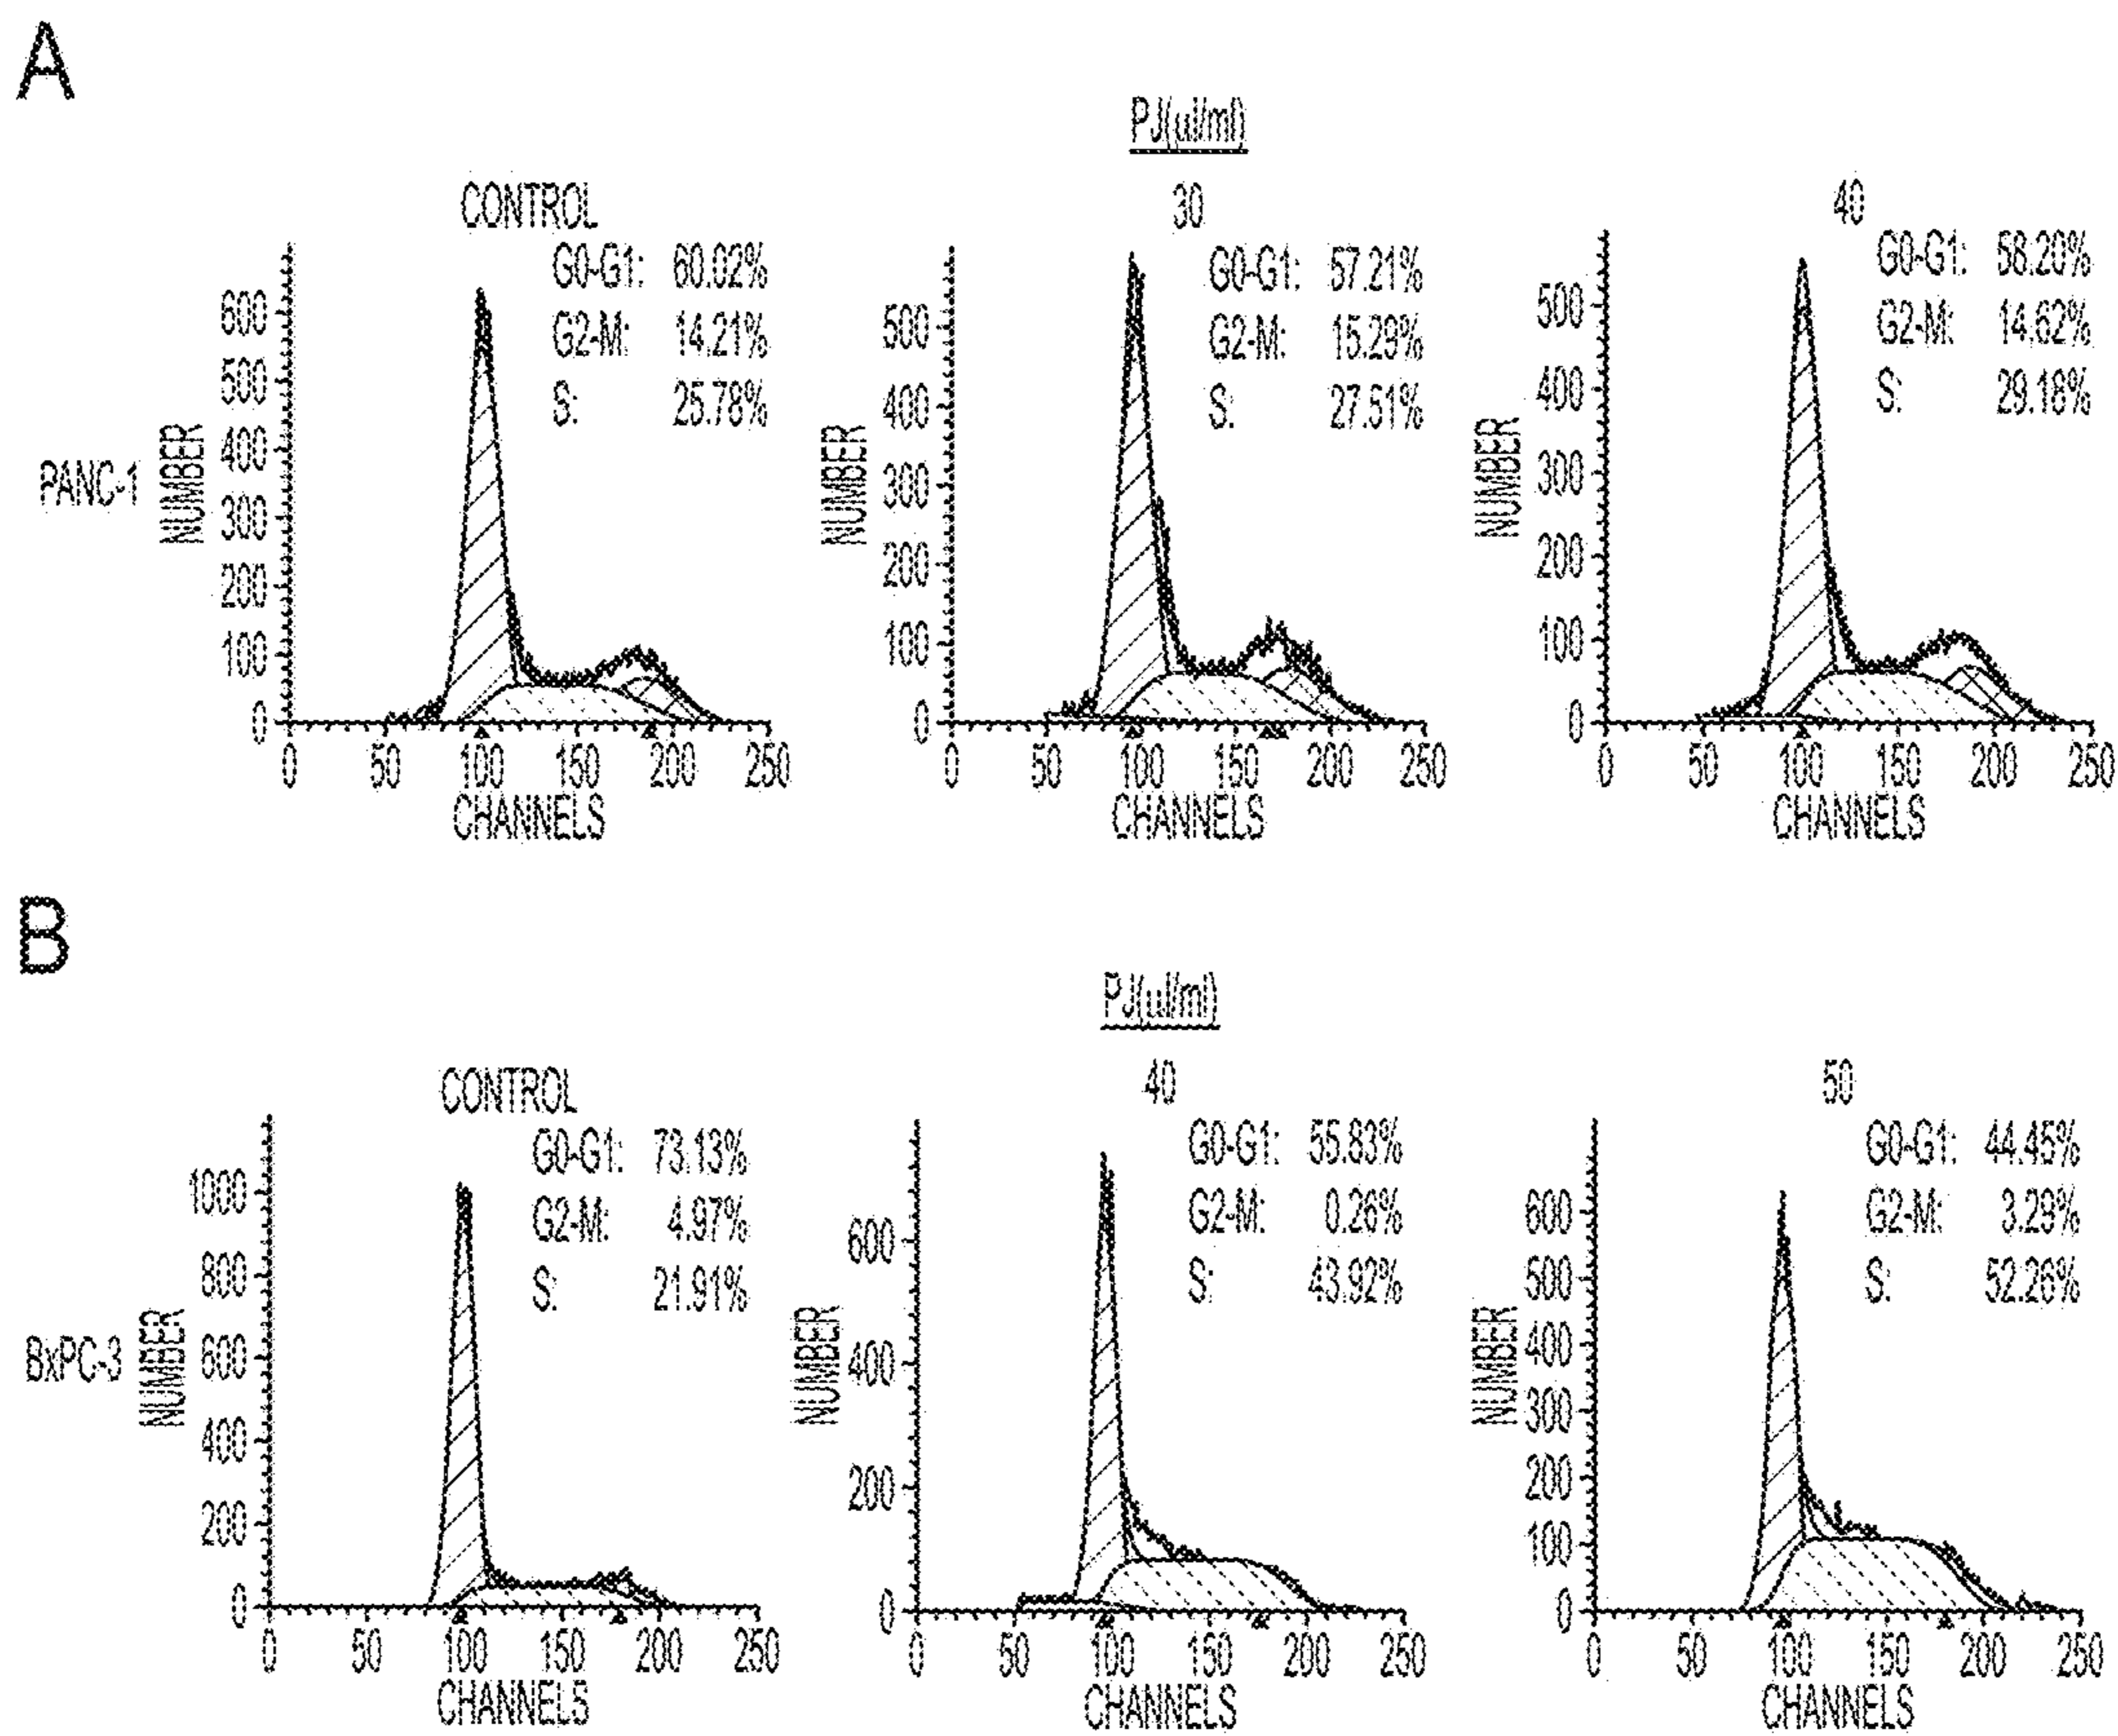 A
PJ(µl/ml)
CONTROL
30
40
G0-G1: 60.02%
G2-M: 14.21%
S: 25.78%
G0-G1: 57.21%
G2-M: 15.29%
S: 27.51%
G0-G1: 56.20%
G2-M: 14.62%
S: 29.18%
PANC-1
NUMBER
600
500
400
300
200
100
0
0 50 100 150 200 250
CHANNELS
NUMBER
500
400
300
200
100
0
0 50 100 150 200 250
CHANNELS
NUMBER
500
400
300
200
100
0
0 50 100 150 200 250
CHANNELS
B
PJ(µl/ml)
CONTROL
40
50
G0-G1: 73.13%
G2-M: 4.97%
S: 21.91%
G0-G1: 55.83%
G2-M: 0.26%
S: 43.92%
G0-G1: 44.45%
G2-M: 3.29%
S: 52.26%
BxPC-3
NUMBER
1000
800
600
400
200
0
0 50 100 150 200 250
CHANNELS
NUMBER
600
400
200
0
0 50 100 150 200 250
CHANNELS
NUMBER
600
500
400
300
200
100
0
0 50 100 150 200 250
CHANNELS